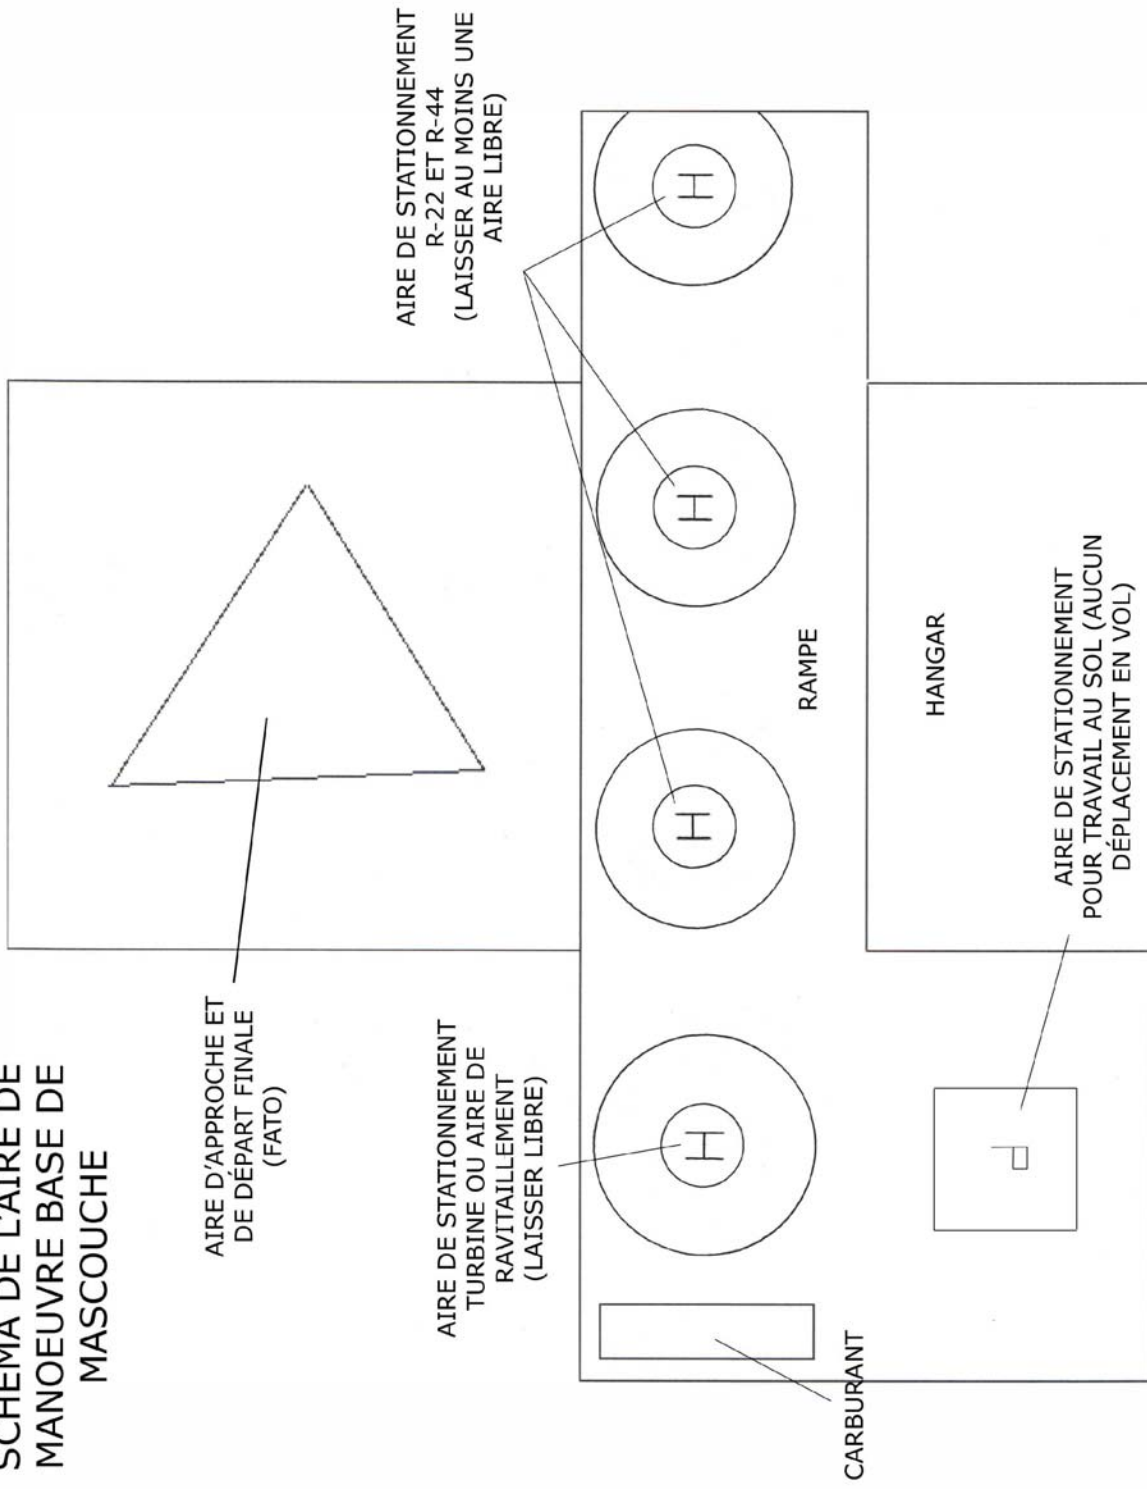 SCHÉMA DE L'AIRE DE
MANOEUVRE BASE DE
MASCOUCHE
AIRE D'APPROCHE ET
DE DÉPART FINALE
(FATO)
AIRE DE STATIONNEMENT
R-22 ET R-44
(LAISSER AU MOINS UNE
AIRE LIBRE)
AIRE DE STATIONNEMENT
TURBINE OU AIRE DE
RAVITAILLEMENT
(LAISSER LIBRE)
H
H
H
H
RAMPE
CARBURANT
HANGAR
P
AIRE DE STATIONNEMENT
POUR TRAVAIL AU SOL (AUCUN
DÉPLACEMENT EN VOL)